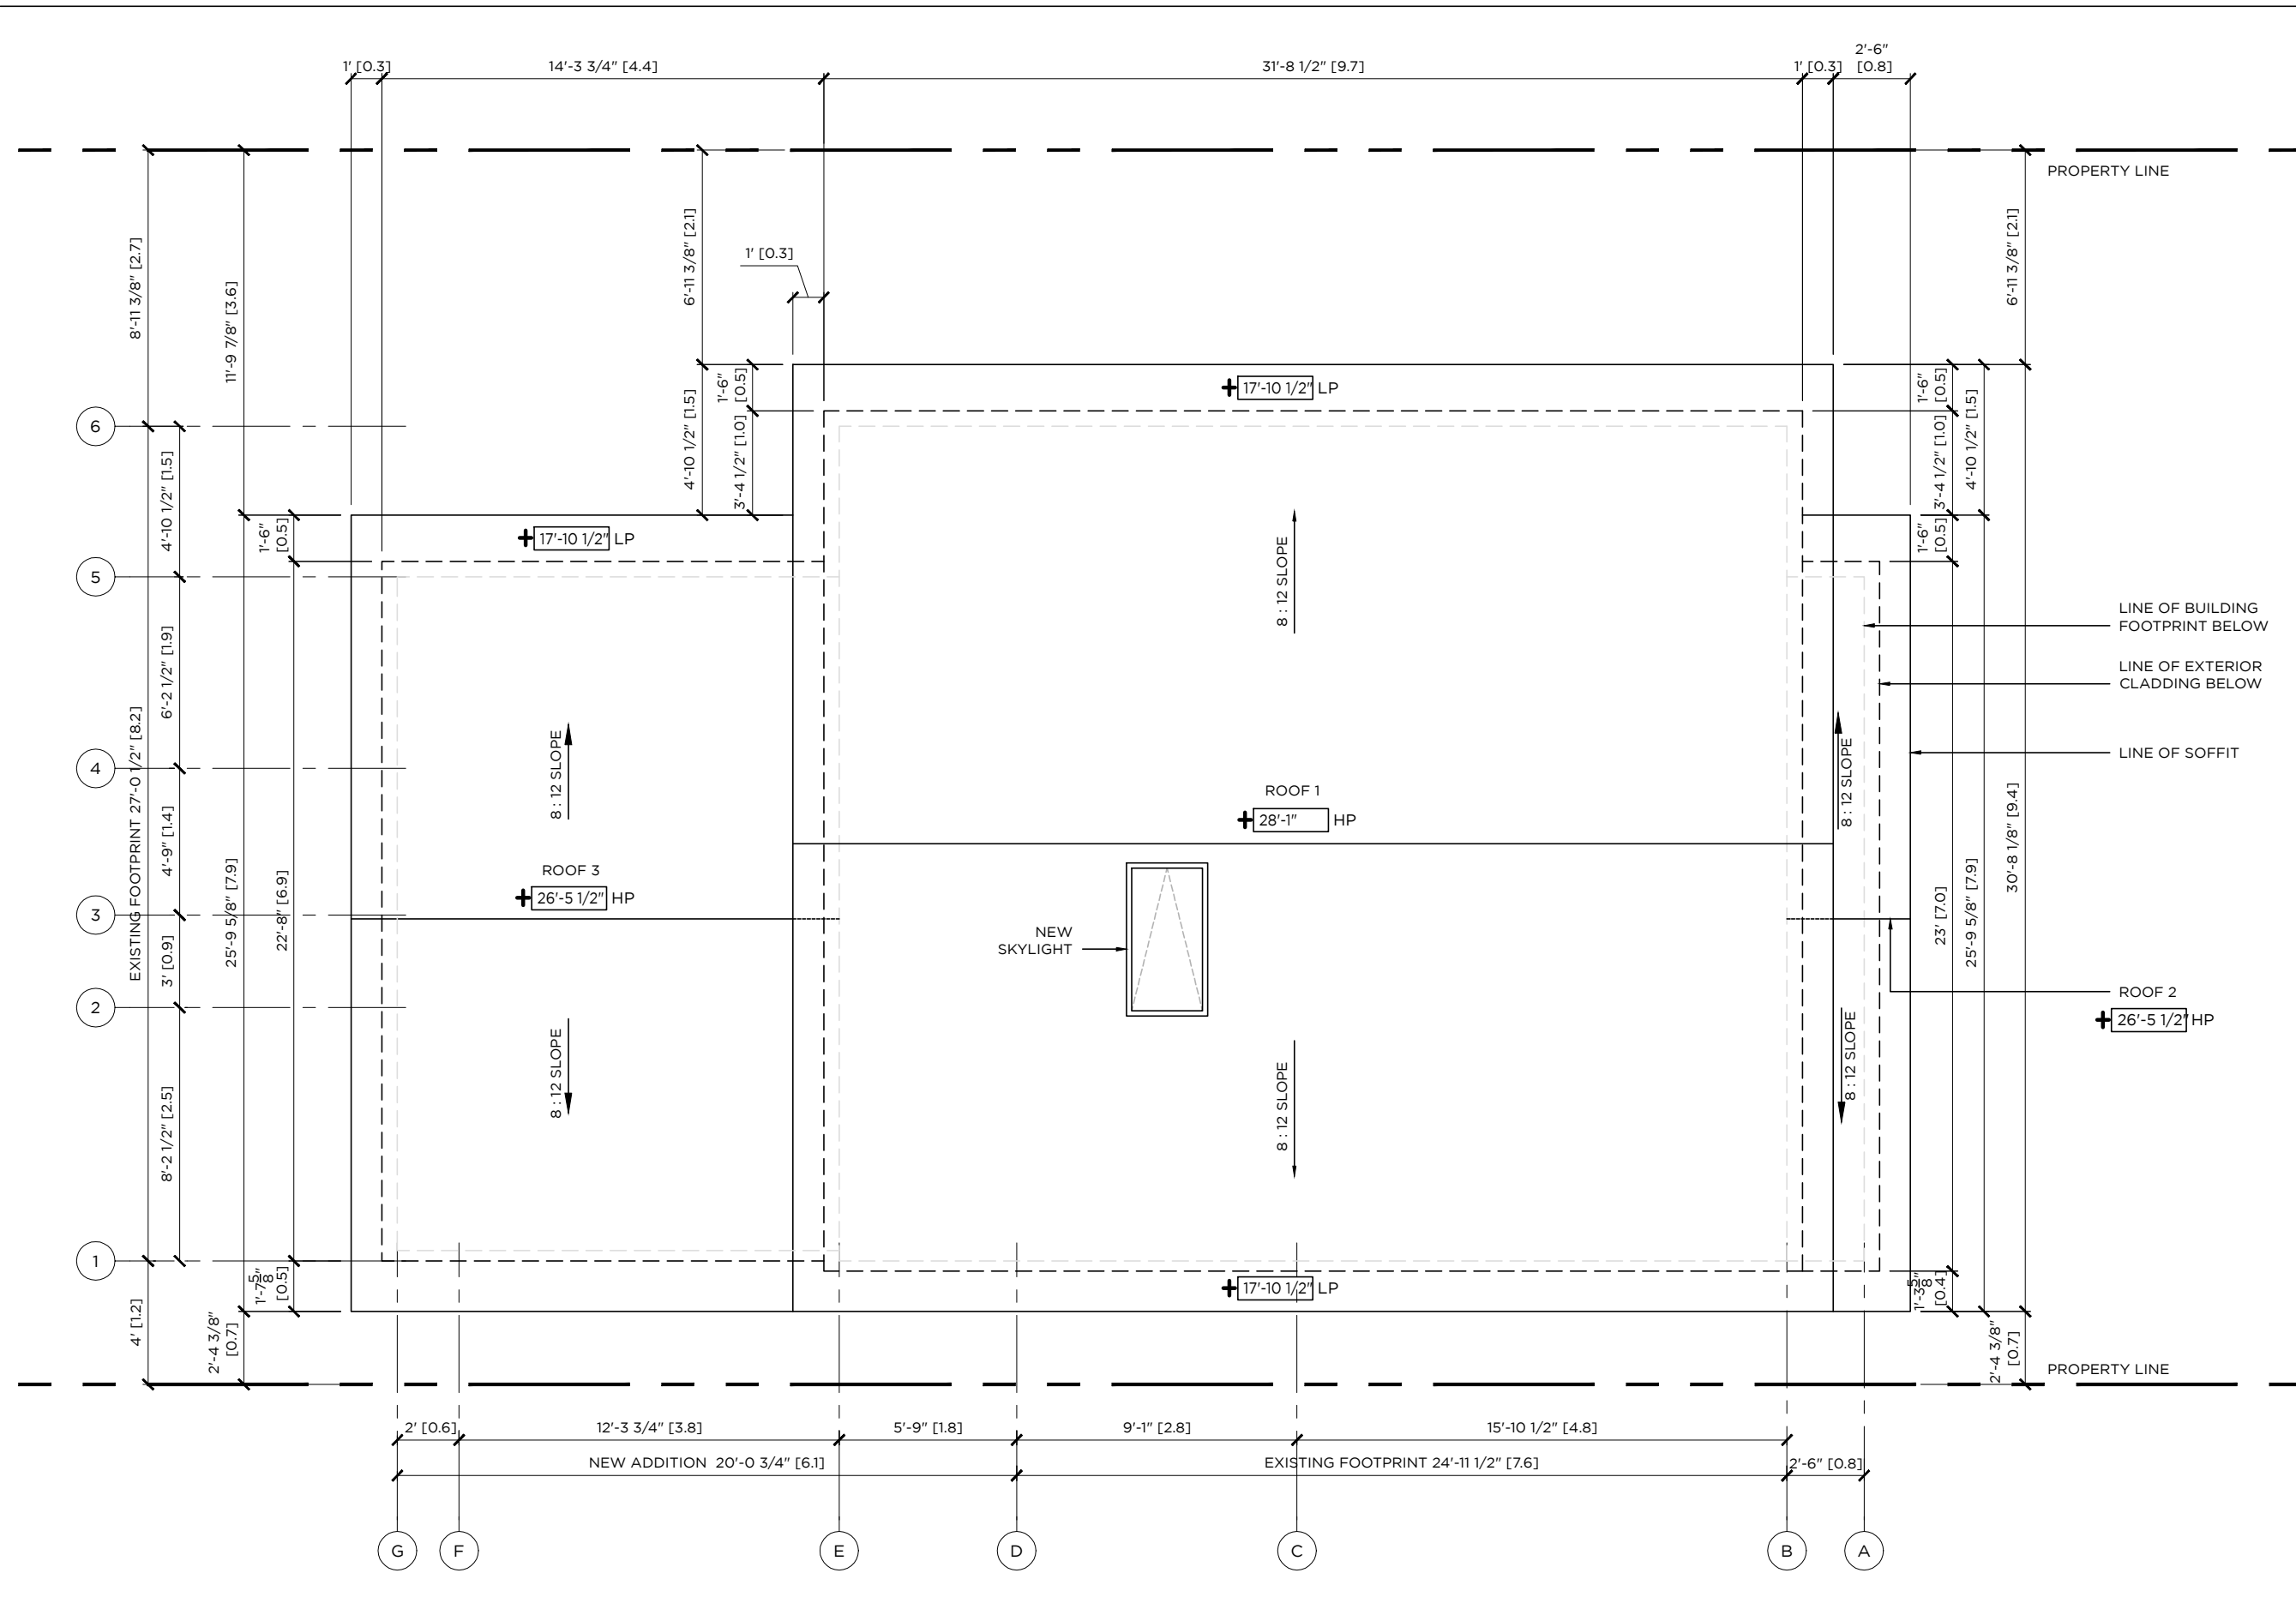 2'-6"
1' [0.3]
14'-3 3/4" [4.4]
31'-8 1/2" [9.7]
1' [0.3]
[0.8]
PROPERTY LINE
8'-11 3/8" [2.7]
11'-9 7/8" [3.6]
6'-11 3/8" [2.1]
1' [0.3]
6'-11 3/8" [2.1]
4'-10 1/2" [1.5]
1'-6"
[0.5]
3'-4 1/2" [1.0]
17'-10 1/2" LP
1'-6"
[0.5]
3'-4 1/2" [1.0]
4'-10 1/2" [1.5]
6
4'-10 1/2" [1.5]
1'-6"
[0.5]
17'-10 1/2" LP
1'-6"
[0.5]
5
8 : 12 SLOPE
LINE OF BUILDING
FOOTPRINT BELOW
6'-2 1/2" [1.9]
LINE OF EXTERIOR
CLADDING BELOW
4
8 : 12 SLOPE
8 : 12 SLOPE
LINE OF SOFFIT
EXISTING FOOTPRINT 27'-0 1/2" [8.2]
4'-9" [1.4]
ROOF 1
28'-1" HP
30'-8 1/8" [9.4]
ROOF 3
26'-5 1/2" HP
3
25'-9 5/8" [7.9]
22'-8" [6.9]
3' [0.9]
NEW
SKYLIGHT
23' [7.0]
25'-9 5/8" [7.9]
2
ROOF 2
26'-5 1/2" HP
8 : 12 SLOPE
8 : 12 SLOPE
8 : 12 SLOPE
8'-2 1/2" [2.5]
1
1'-7 5/8"
[0.5]
17'-10 1/2" LP
1'-3 5/8"
[0.4]
4' [1.2]
2'-4 3/8"
[0.7]
2'-4 3/8"
[0.7]
PROPERTY LINE
2' [0.6]
12'-3 3/4" [3.8]
5'-9" [1.8]
9'-1" [2.8]
15'-10 1/2" [4.8]
NEW ADDITION 20'-0 3/4" [6.1]
EXISTING FOOTPRINT 24'-11 1/2" [7.6]
2'-6" [0.8]
G
F
E
D
C
B
A